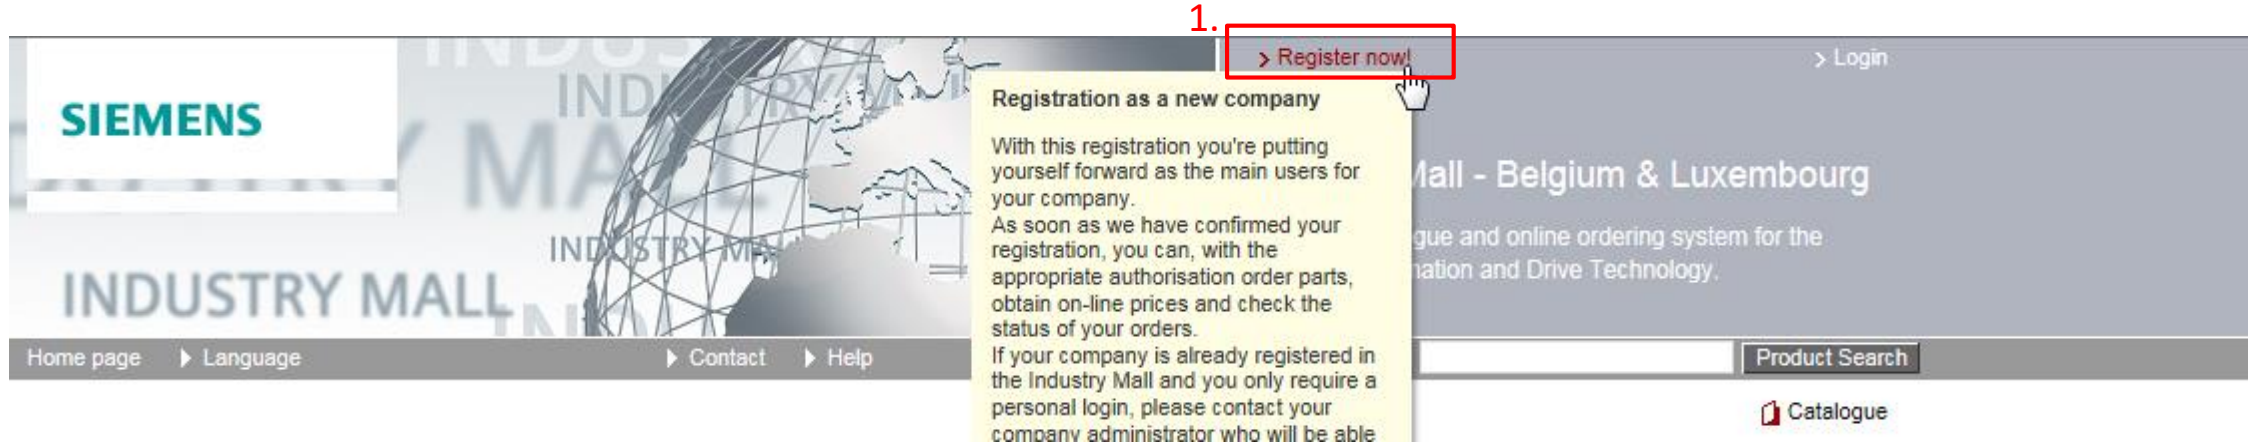 1.
> Register now!
> Login
SIEMENS
INDUSTRY MALL
Registration as a new company
With this registration you're putting
yourself forward as the main users for
your company.
As soon as we have confirmed your
registration, you can, with the
appropriate authorisation order parts,
obtain on-line prices and check the
status of your orders.
If your company is already registered in
the Industry Mall and you only require a
personal login, please contact your
company administrator who will be able
Mall - Belgium & Luxembourg
gue and online ordering system for the
mation and Drive Technology.
Home page
Language
Contact
Help
Product Search
Catalogue